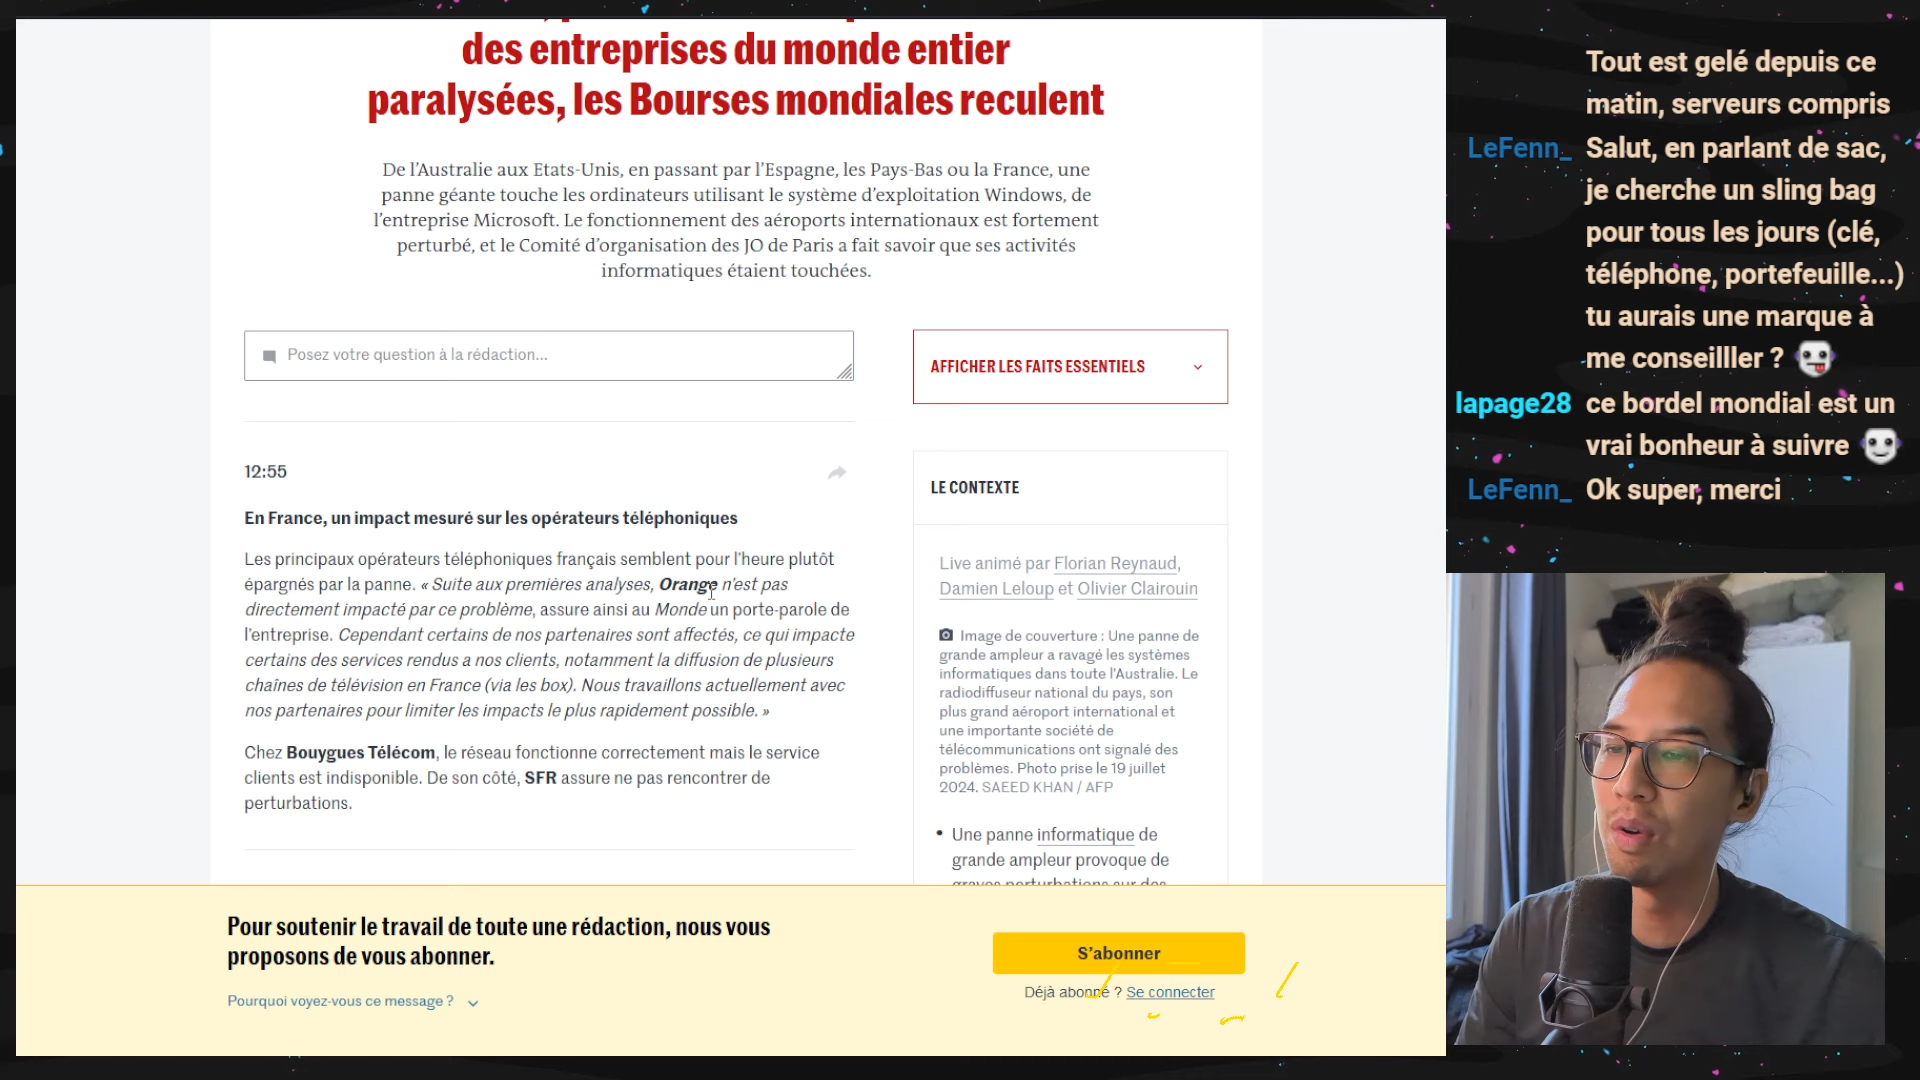 des entreprises du monde entier
paralysées, les Bourses mondiales reculent
De l'Australie aux Etats-Unis, en passant par l'Espagne, les Pays-Bas ou la France, une
panne géante touche les ordinateurs utilisant le système d'exploitation Windows, de
l'entreprise Microsoft. Le fonctionnement des aéroports internationaux est fortement
perturbé, et le Comité d'organisation des JO de Paris a fait savoir que ses activités
informatiques étaient touchées.
Posez votre question à la rédaction...
12:55
En France, un impact mesuré sur les opérateurs téléphoniques
Les principaux opérateurs téléphoniques français semblent pour l'heure plutôt
épargnés par la panne. « Suite aux premières analyses, Orange n'est pas
directement impacté par ce problème, assure ainsi au Monde un porte-parole de
l'entreprise. Cependant certains de nos partenaires sont affectés, ce qui impacte
certains des services rendus a nos clients, notamment la diffusion de plusieurs
chaînes de télévision en France (via les box). Nous travaillons actuellement avec
nos partenaires pour limiter les impacts le plus rapidement possible. »
Chez Bouygues Télécom, le réseau fonctionne correctement mais le service
clients est indisponible. De son côté, SFR assure ne pas rencontrer de
perturbations.
AFFICHER LES FAITS ESSENTIELS
LE CONTEXTE
Live animé par Florian Reynaud,
Damien Leloup et Olivier Clairouin
Image de couverture : Une panne de
grande ampleur a ravagé les systèmes
informatiques dans toute l'Australie. Le
radiodiffuseur national du pays, son
plus grand aéroport international et
une importante société de
télécommunications ont signalé des
problèmes. Photo prise le 19 juillet
2024. SAEED KHAN / AFP
• Une panne informatique de
grande ampleur provoque de
graves perturbations sur des
Pour soutenir le travail de toute une rédaction, nous vous
proposons de vous abonner.
Pourquoi voyez-vous ce message ?
S'abonner
Déjà abonné ? Se connecter
Tout est gelé depuis ce
matin, serveurs compris
LeFenn_ Salut, en parlant de sac,
je cherche un sling bag
pour tous les jours (clé,
téléphone, portefeuille...)
tu aurais une marque à
me conseilller ?
lapage28 ce bordel mondial est un
vrai bonheur à suivre
LeFenn_ Ok super, merci